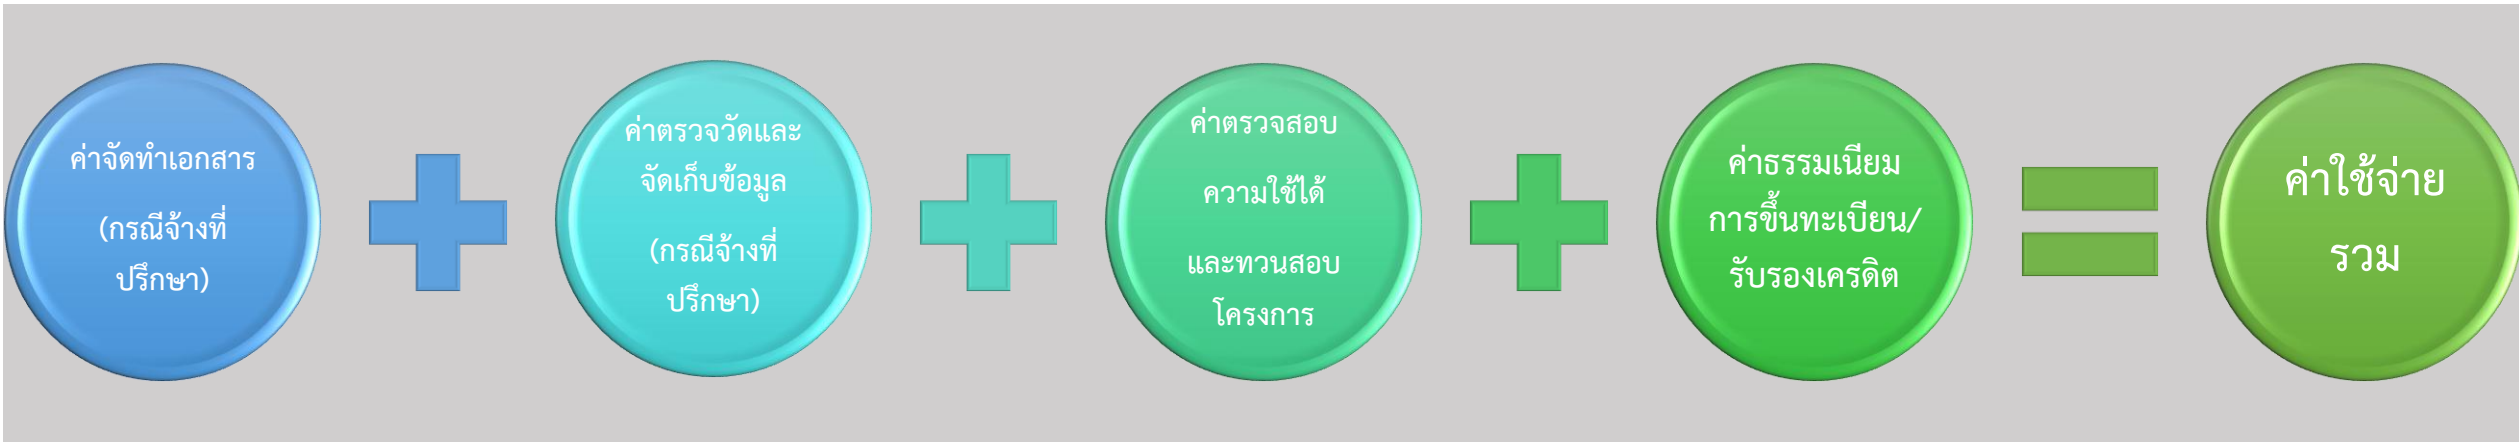 ค่าจัดทำเอกสาร
(กรณีจ้างที่
ปรึกษา)
ค่าตรวจวัดและ
จัดเก็บข้อมูล
(กรณีจ้างที่
ปรึกษา)
ค่าตรวจสอบ
ความใช้ได้
และทวนสอบ
โครงการ
ค่าธรรมเนียม
การขึ้นทะเบียน/
รับรองเครดิต
ค่าใช้จ่าย
รวม